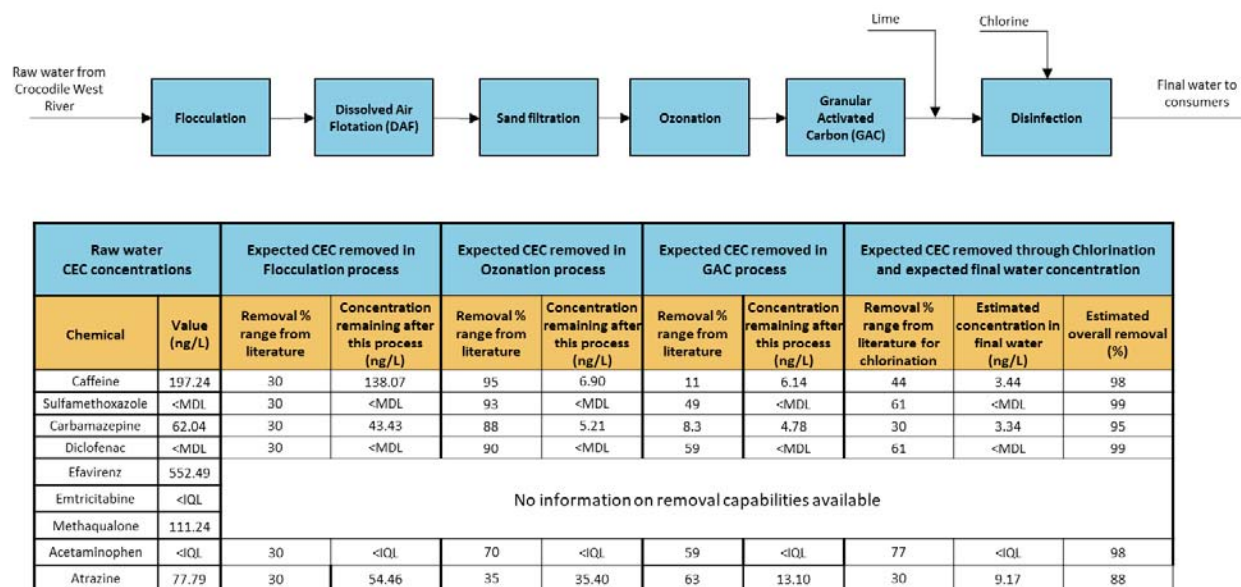 Lime
Chlorine
Raw water from
Crocodile West
River
Flocculation
Dissolved Air
Flotation (DAF)
Sand filtration
Ozonation
Granular
Activated
Carbon (GAC)
Disinfection
Final water to
consumers
Raw water
CEC concentrations
Expected CEC removed in
Flocculation process
Expected CEC removed in
Ozonation process
Expected CEC removed in
GAC process
Expected CEC removed through Chlorination
and expected final water concentration
Chemical
Value
(ng/L)
Removal %
range from
literature
Concentration
remaining after
this process
(ng/L)
Removal %
range from
literature
Concentration
remaining after
this process
(ng/L)
Removal %
range from
literature
Concentration
remaining after
this process
(ng/L)
Removal %
range from
literature for
chlorination
Estimated
concentration in
final water
(ng/L)
Estimated
overall removal
(%)
Caffeine 197.24 30 138.07 95 6.90 11 6.14 44 3.44 98
Sulfamethoxazole <MDL 30 <MDL 93 <MDL 49 <MDL 61 <MDL 99
Carbamazepine 62.04 30 43.43 88 5.21 8.3 4.78 30 3.34 95
Diclofenac <MDL 30 <MDL 90 <MDL 59 <MDL 61 <MDL 99
Efavirenz 552.49
Emtricitabine <IQL
No information on removal capabilities available
Methaqualone 111.24
Acetaminophen <IQL 30 <IQL 70 <IQL 59 <IQL 77 <IQL 98
Atrazine 77.79 30 54.46 35 35.40 63 13.10 30 9.17 88